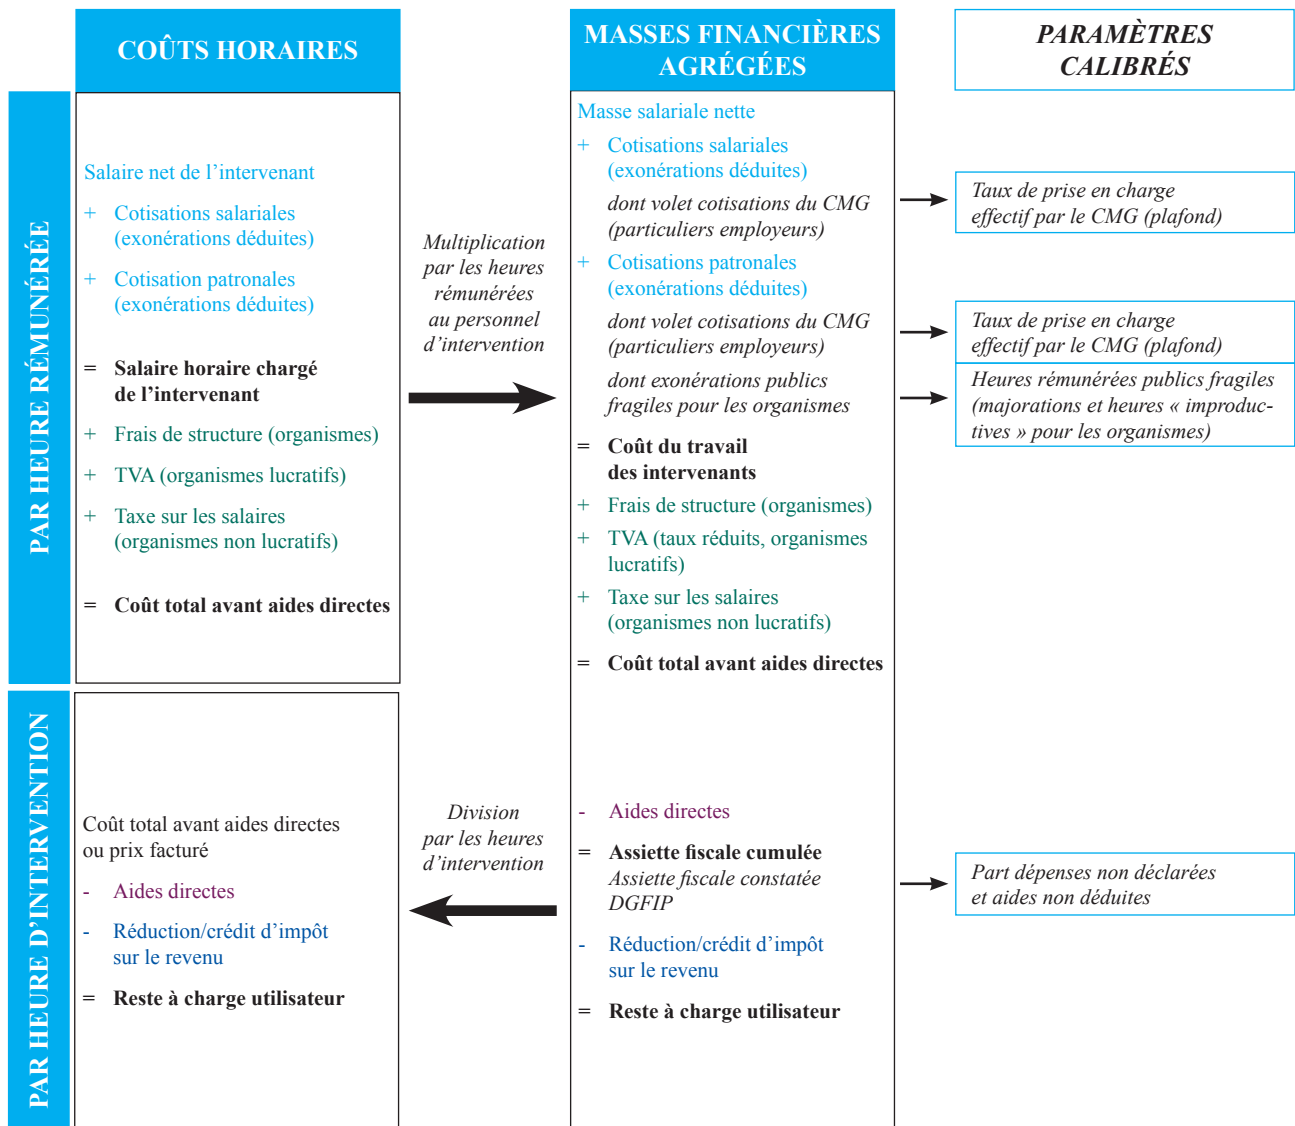 COÛTS HORAIRES
MASSES FINANCIÈRES
AGRÉGÉES
PARAMÈTRES
CALIBRÉS
PAR HEURE RÉMUNÉRÉE
Salaire net de l’intervenant
+ Cotisations salariales
(exonérations déduites)
+ Cotisation patronales
(exonérations déduites)
= Salaire horaire chargé
de l’intervenant
+ Frais de structure (organismes)
+ TVA (organismes lucratifs)
+ Taxe sur les salaires
(organismes non lucratifs)
= Coût total avant aides directes
Multiplication
par les heures
rémunérées
au personnel
d’intervention
Masse salariale nette
+ Cotisations salariales
(exonérations déduites)
dont volet cotisations du CMG
(particuliers employeurs)
+ Cotisations patronales
(exonérations déduites)
dont volet cotisations du CMG
(particuliers employeurs)
dont exonérations publics
fragiles pour les organismes
= Coût du travail
des intervenants
+ Frais de structure (organismes)
+ TVA (taux réduits, organismes
lucratifs)
+ Taxe sur les salaires
(organismes non lucratifs)
= Coût total avant aides directes
Taux de prise en charge
effectif par le CMG (plafond)
Taux de prise en charge
effectif par le CMG (plafond)
Heures rémunérées publics fragiles
(majorations et heures « improduc-
tives » pour les organismes)
PAR HEURE D’INTERVENTION
Coût total avant aides directes
ou prix facturé
- Aides directes
- Réduction/crédit d’impôt
sur le revenu
= Reste à charge utilisateur
Division
par les heures
d’intervention
- Aides directes
= Assiette fiscale cumulée
Assiette fiscale constatée
DGFIP
- Réduction/crédit d’impôt
sur le revenu
= Reste à charge utilisateur
Part dépenses non déclarées
et aides non déduites